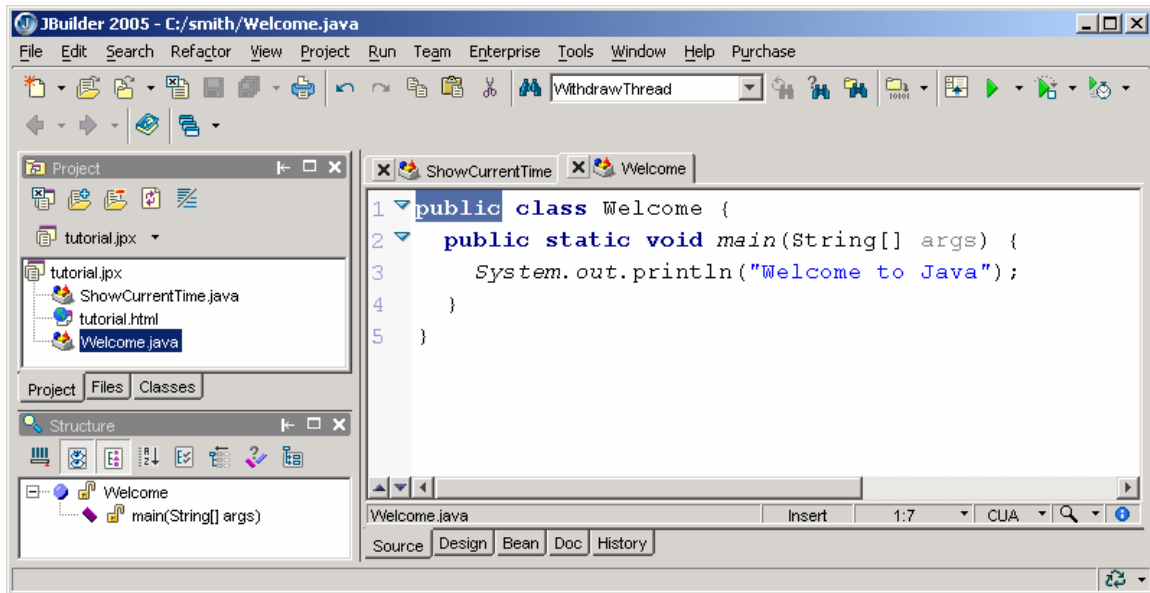 JBuilder 2005 - C:/smith/Welcome.java
File Edit Search Refactor View Project Run Team Enterprise Tools Window Help Purchase
WithdrawThread
Project
tutorial.jpx
tutorial.jpx
ShowCurrentTime.java
tutorial.html
Welcome.java
Project Files Classes
Structure
Welcome
main(String[] args)
ShowCurrentTime Welcome
1 public class Welcome {
2 public static void main(String[] args) {
3 System.out.println("Welcome to Java");
4 }
5 }
Welcome.java Insert 1:7 CUA
Source Design Bean Doc History